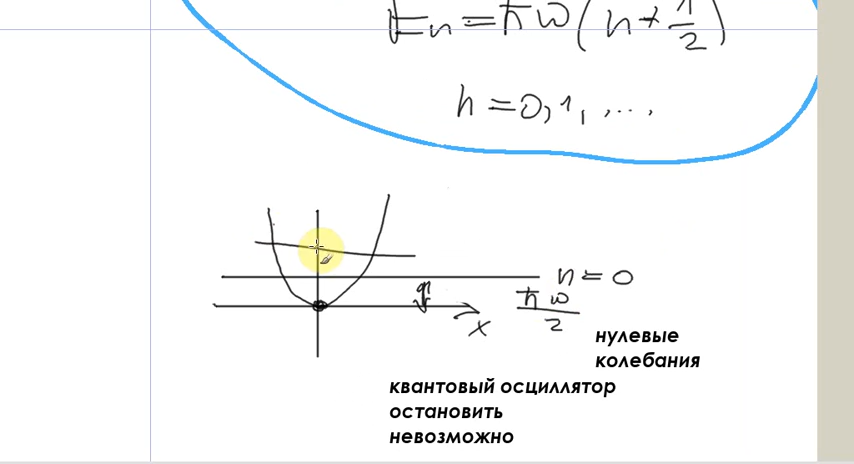 Eₙ = ħω(n + 1/2)
n = 0, 1, ...
n = 0
ħω/2
x
нулевые
колебания
квантовый осциллятор
остановить
невозможно